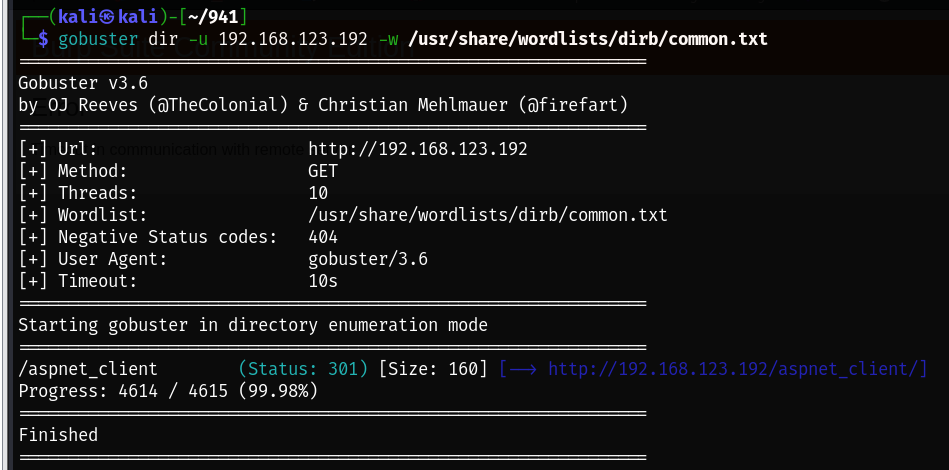 ┌──(kali㉿kali)-[~/941]
└─$ gobuster dir -u 192.168.123.192 -w /usr/share/wordlists/dirb/common.txt
===============================================================
Gobuster v3.6
by OJ Reeves (@TheColonial) & Christian Mehlmauer (@firefart)
===============================================================
[+] Url:                     http://192.168.123.192
[+] Method:                  GET
[+] Threads:                 10
[+] Wordlist:                /usr/share/wordlists/dirb/common.txt
[+] Negative Status codes:   404
[+] User Agent:              gobuster/3.6
[+] Timeout:                 10s
===============================================================
Starting gobuster in directory enumeration mode
===============================================================
/aspnet_client        (Status: 301) [Size: 160] [--> http://192.168.123.192/aspnet_client/]
Progress: 4614 / 4615 (99.98%)
===============================================================
Finished
===============================================================